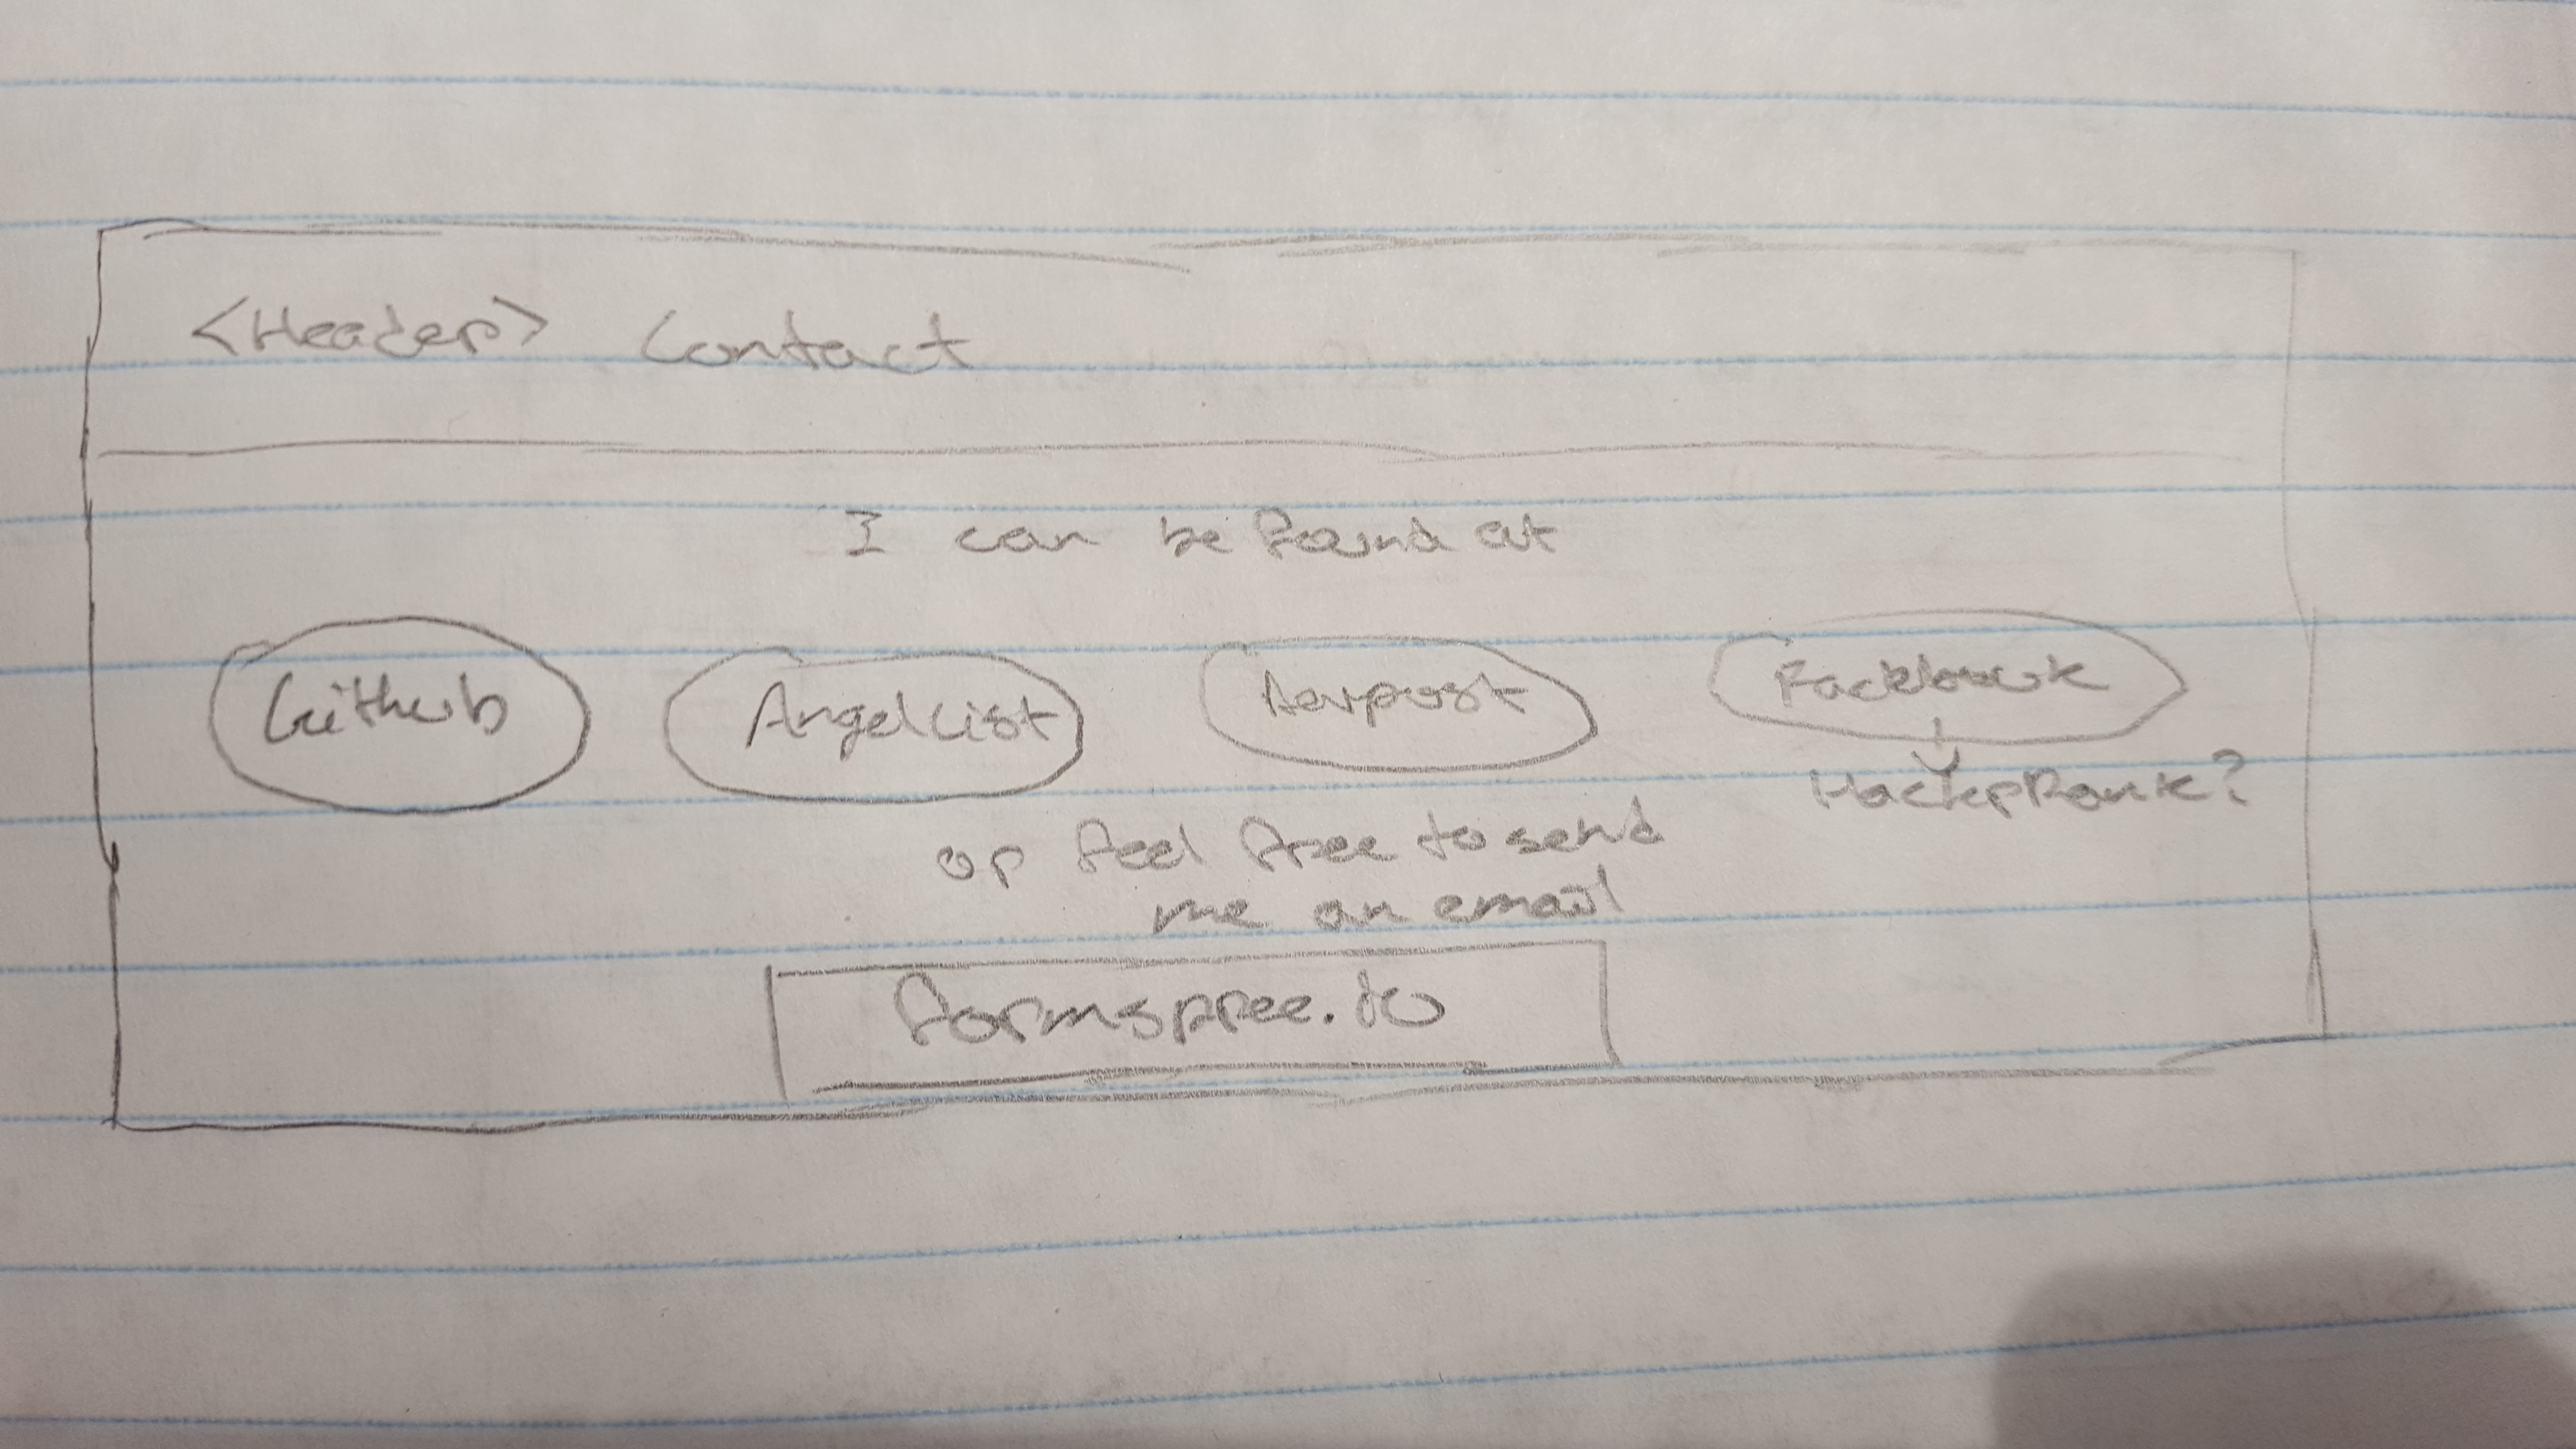 <Header> Contact
I can be found at
Github AngelList Devpost Facebook
HackerRank?
or feel free to send
me an email
formspree.io